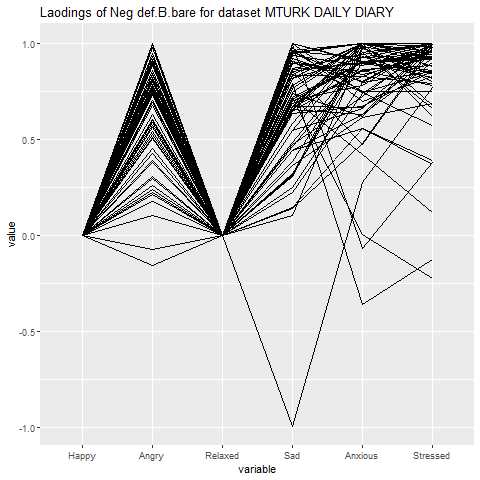 Laodings of Neg def.B.bare for dataset MTURK DAILY DIARY
value
1.0
0.5
0.0
-0.5
-1.0
Happy Angry Relaxed Sad Anxious Stressed
variable